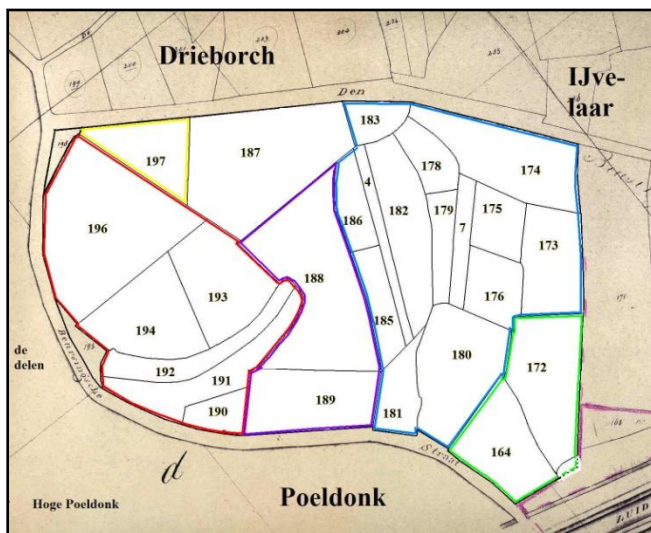 Drieborch
IJve-
laar
Den
183
187
197
178
174
4
196
182
186
179
175
7
173
188
193
176
194
185
180
172
de
delen
192
191
189
181
190
164
Straat
d
Poeldonk
Hoge Poeldonk
ZUID